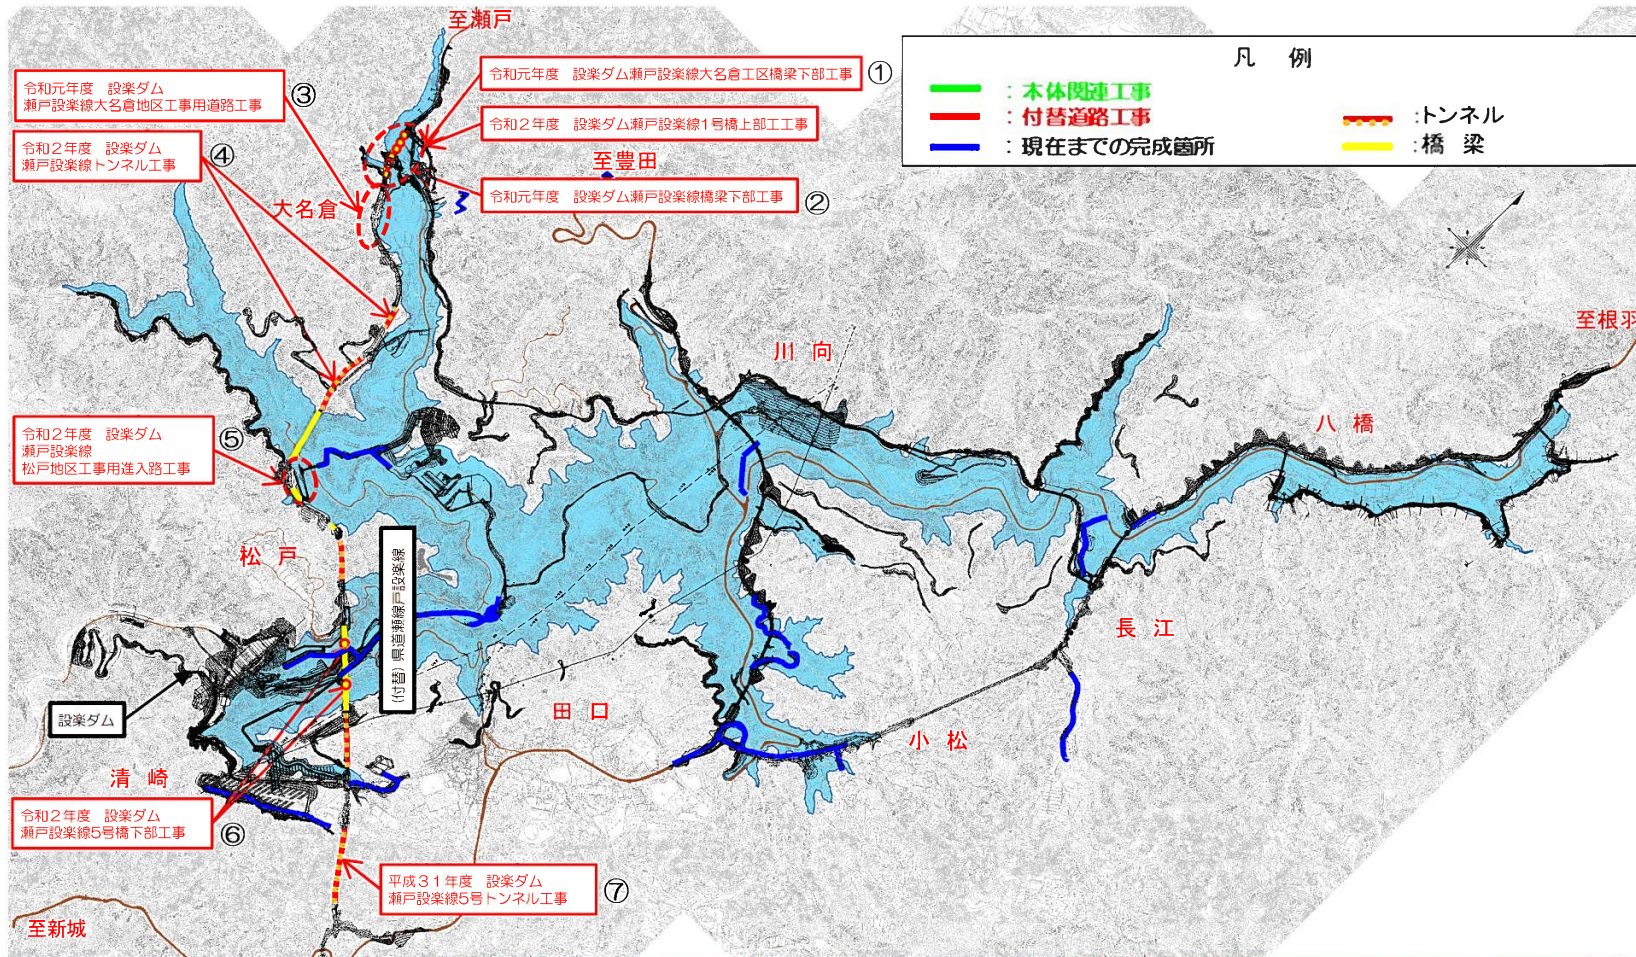 至瀬戸
令和元年度　設楽ダム瀬戸設楽線大名倉工区橋梁下部工事
①
令和元年度　設楽ダム
瀬戸設楽線大名倉地区工事用道路工事
③
令和２年度　設楽ダム瀬戸設楽線1号橋上部工工事
令和２年度　設楽ダム
瀬戸設楽線トンネル工事
④
至豊田
令和元年度　設楽ダム瀬戸設楽線橋梁下部工事
②
大名倉
凡　例
：本体関連工事
：付替道路工事
：現在までの完成箇所
：トンネル
：橋　梁
至根羽
川　向
八　橋
令和２年度　設楽ダム
瀬戸設楽線
松戸地区工事用進入路工事
⑤
松　戸
(付替）県道瀬線戸設楽線
長　江
設楽ダム
田　口
小　松
清　崎
令和２年度　設楽ダム
瀬戸設楽線5号橋下部工事
⑥
平成３１年度　設楽ダム
瀬戸設楽線5号トンネル工事
⑦
至新城